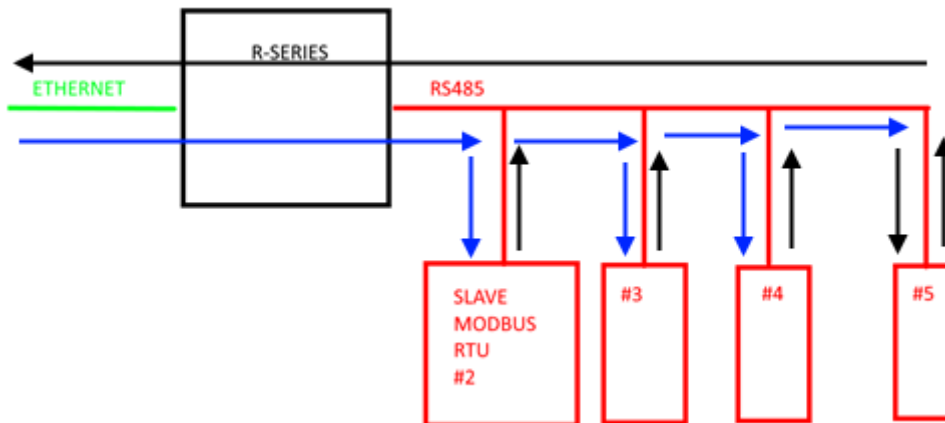 R-SERIES
ETHERNET
RS485
SLAVE
MODBUS
RTU
#2
#3
#4
#5